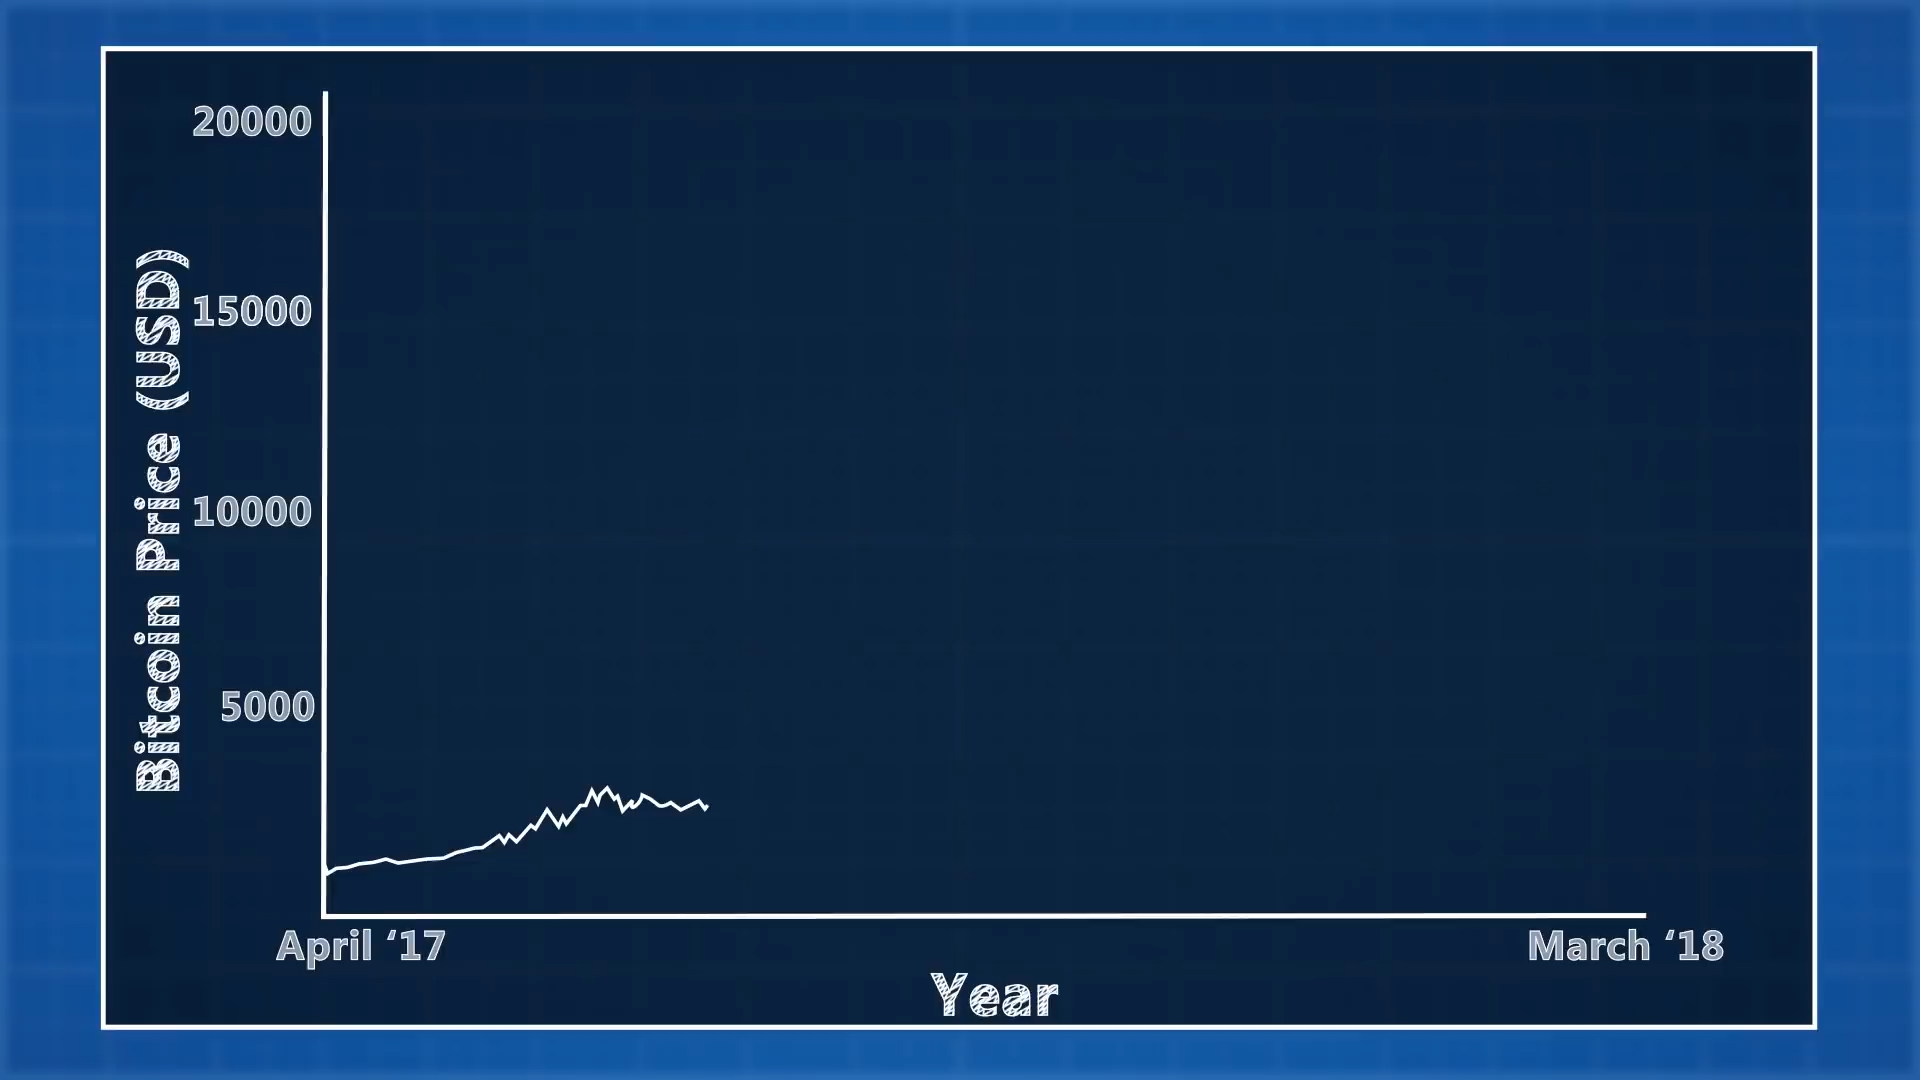 20000
15000
10000
5000
Bitcoin Price (USD)
April ‘17
March ‘18
Year